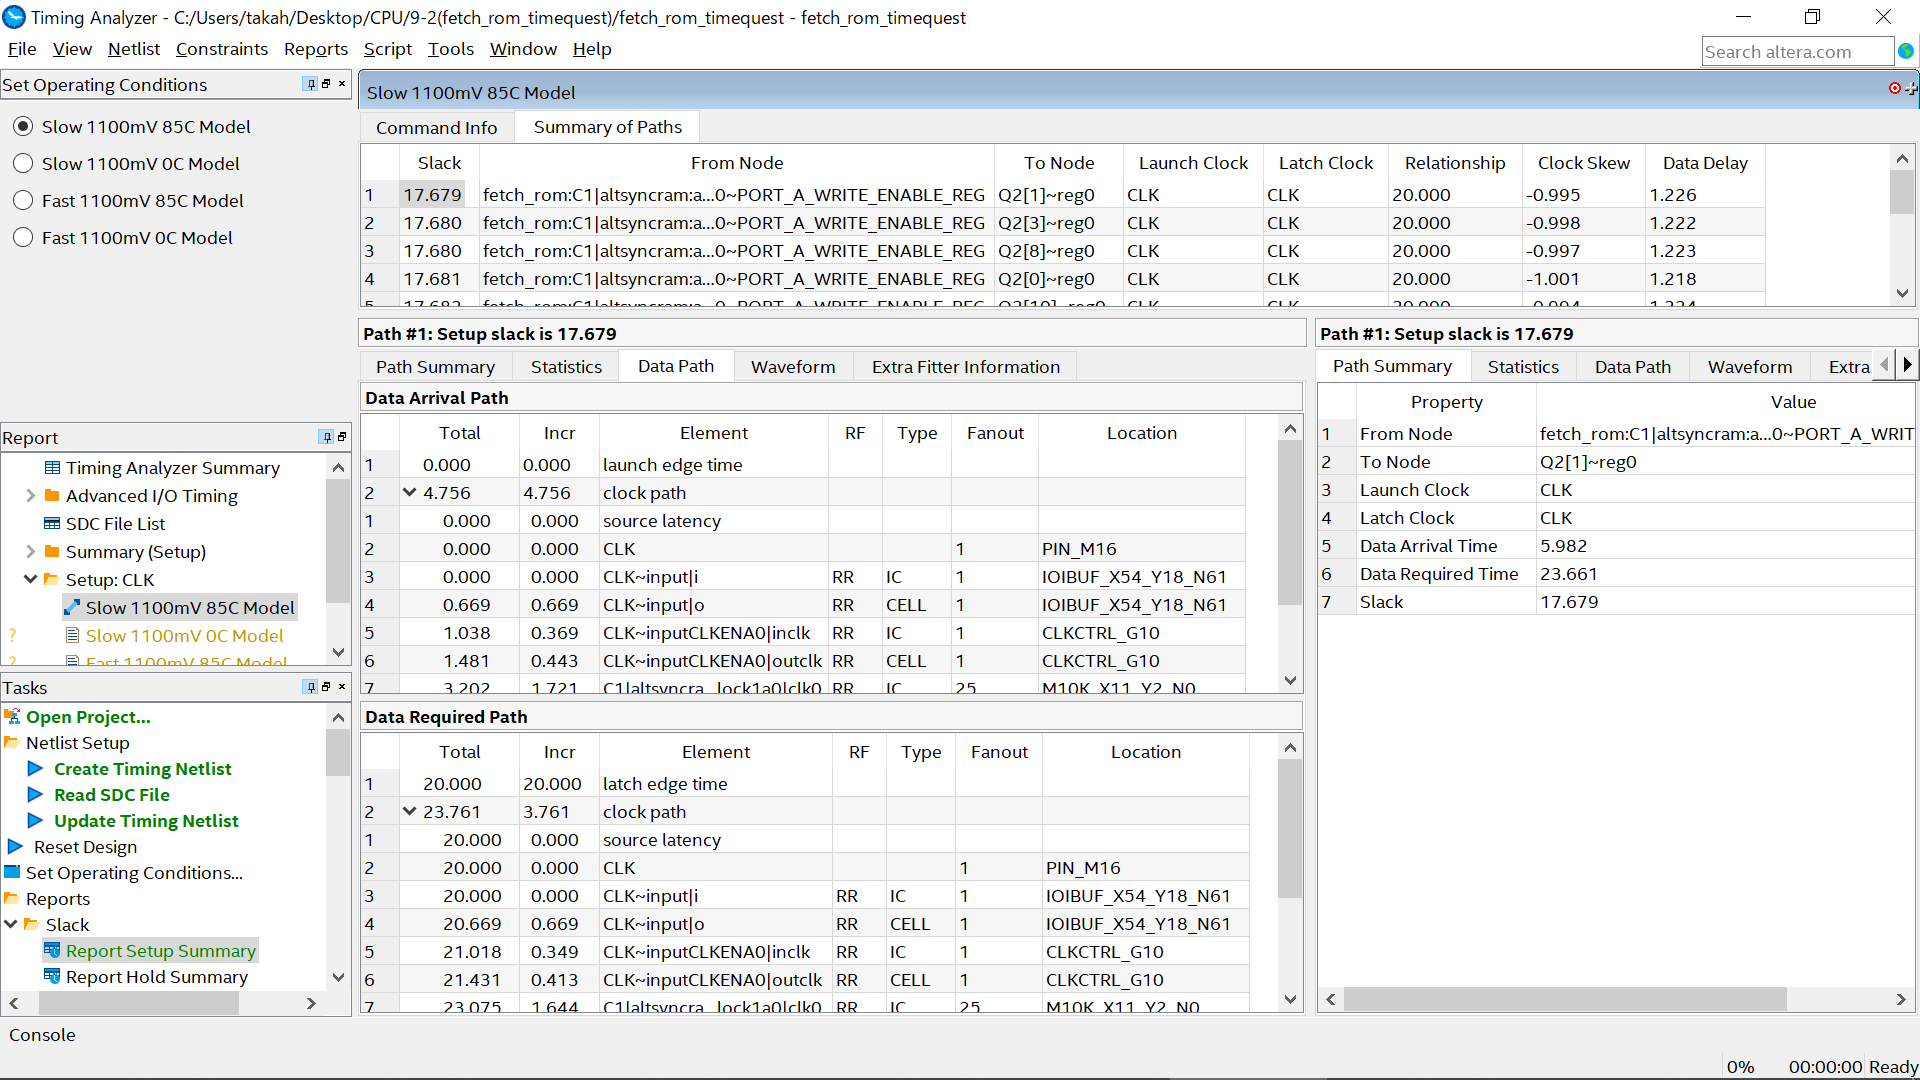 Timing Analyzer - C:/Users/takah/Desktop/CPU/9-2(fetch_rom_timequest)/fetch_rom_timequest - fetch_rom_timequest
File View Netlist Constraints Reports Script Tools Window Help
Search altera.com
Set Operating Conditions
Slow 1100mV 85C Model
Slow 1100mV 0C Model
Fast 1100mV 85C Model
Fast 1100mV 0C Model
Report
Timing Analyzer Summary
Advanced I/O Timing
SDC File List
Summary (Setup)
Setup: CLK
Slow 1100mV 85C Model
? Slow 1100mV 0C Model
? Fast 1100mV 85C Model
Tasks
Open Project...
Netlist Setup
Create Timing Netlist
Read SDC File
Update Timing Netlist
Reset Design
Set Operating Conditions...
Reports
Slack
Report Setup Summary
Report Hold Summary
Slow 1100mV 85C Model
Command Info Summary of Paths
Slack From Node To Node Launch Clock Latch Clock Relationship Clock Skew Data Delay
1 17.679 fetch_rom:C1|altsyncram:a...0~PORT_A_WRITE_ENABLE_REG Q2[1]~reg0 CLK CLK 20.000 -0.995 1.226
2 17.680 fetch_rom:C1|altsyncram:a...0~PORT_A_WRITE_ENABLE_REG Q2[3]~reg0 CLK CLK 20.000 -0.998 1.222
3 17.680 fetch_rom:C1|altsyncram:a...0~PORT_A_WRITE_ENABLE_REG Q2[8]~reg0 CLK CLK 20.000 -0.997 1.223
4 17.681 fetch_rom:C1|altsyncram:a...0~PORT_A_WRITE_ENABLE_REG Q2[0]~reg0 CLK CLK 20.000 -1.001 1.218
5 17.682 fetch_rom:C1|altsyncram:a...0~PORT_A_WRITE_ENABLE_REG Q2[10]~reg0 CLK CLK 20.000 -0.994 1.224
Path #1: Setup slack is 17.679
Path Summary Statistics Data Path Waveform Extra Fitter Information
Data Arrival Path
Total Incr Element RF Type Fanout Location
1 0.000 0.000 launch edge time
2 4.756 4.756 clock path
1 0.000 0.000 source latency
2 0.000 0.000 CLK 1 PIN_M16
3 0.000 0.000 CLK~input|i RR IC 1 IOIBUF_X54_Y18_N61
4 0.669 0.669 CLK~input|o RR CELL 1 IOIBUF_X54_Y18_N61
5 1.038 0.369 CLK~inputCLKENA0|inclk RR IC 1 CLKCTRL_G10
6 1.481 0.443 CLK~inputCLKENA0|outclk RR CELL 1 CLKCTRL_G10
7 3.202 1.721 C1|altsyncra...lock1a0|clk0 RR IC 25 M10K_X11_Y2_N0
Data Required Path
Total Incr Element RF Type Fanout Location
1 20.000 20.000 latch edge time
2 23.761 3.761 clock path
1 20.000 0.000 source latency
2 20.000 0.000 CLK 1 PIN_M16
3 20.000 0.000 CLK~input|i RR IC 1 IOIBUF_X54_Y18_N61
4 20.669 0.669 CLK~input|o RR CELL 1 IOIBUF_X54_Y18_N61
5 21.018 0.349 CLK~inputCLKENA0|inclk RR IC 1 CLKCTRL_G10
6 21.431 0.413 CLK~inputCLKENA0|outclk RR CELL 1 CLKCTRL_G10
7 23.075 1.644 C1|altsyncra...lock1a0|clk0 RR IC 25 M10K_X11_Y2_N0
Path #1: Setup slack is 17.679
Path Summary Statistics Data Path Waveform Extra
Property Value
1 From Node fetch_rom:C1|altsyncram:a...0~PORT_A_WRIT
2 To Node Q2[1]~reg0
3 Launch Clock CLK
4 Latch Clock CLK
5 Data Arrival Time 5.982
6 Data Required Time 23.661
7 Slack 17.679
Console
0% 00:00:00 Ready